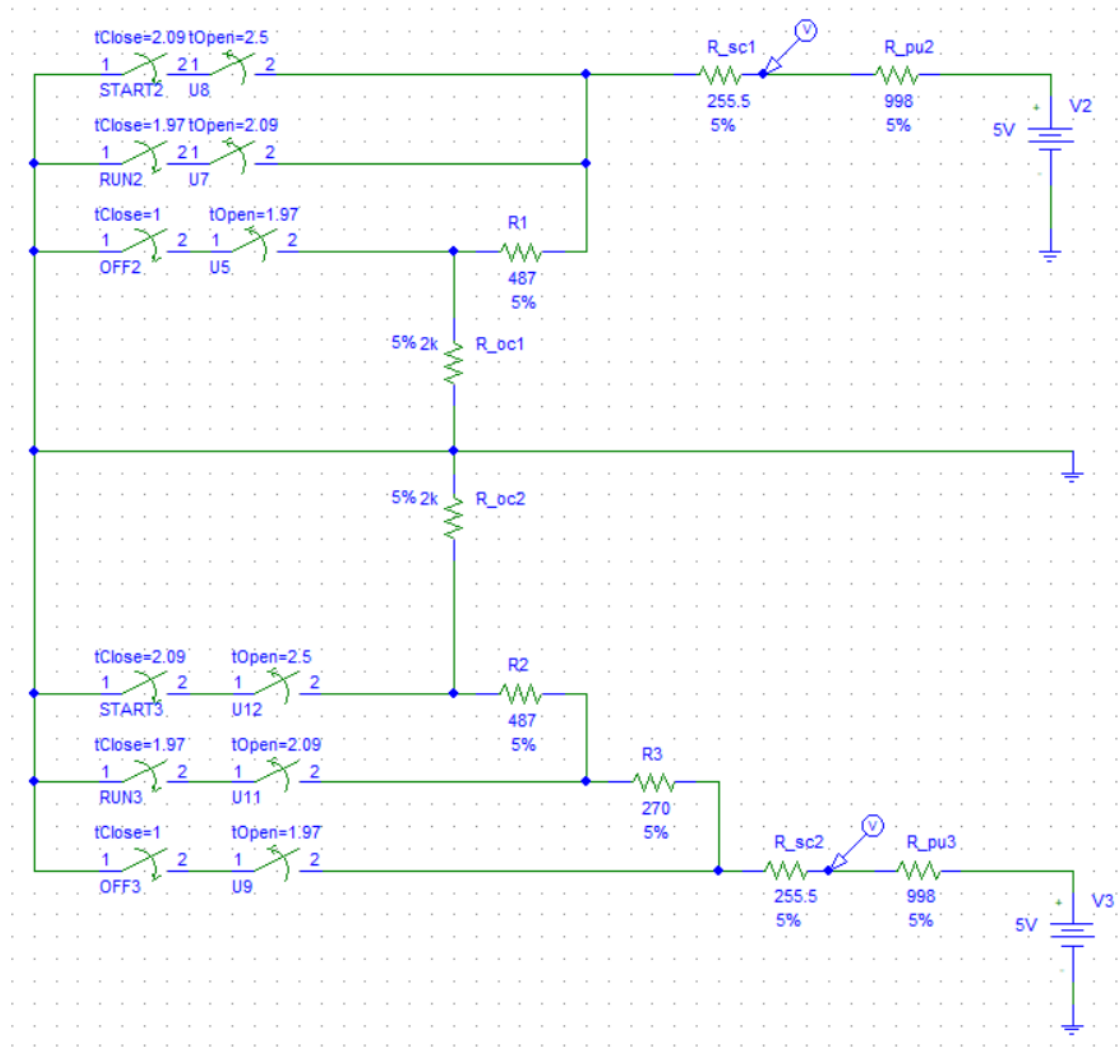 tClose=2.09 tOpen=2.5
1 2 1 2
START2 U8
R_sc1
255.5
5%
V
R_pu2
998
5%
+ V2
5V
-
tClose=1.97 tOpen=2.09
1 2 1 2
RUN2 U7
tClose=1 tOpen=1.97
1 2 1 2
OFF2 U5
R1
487
5%
5% 2k R_oc1
5% 2k R_oc2
tClose=2.09 tOpen=2.5
1 2 1 2
START3 U12
R2
487
5%
tClose=1.97 tOpen=2.09
1 2 1 2
RUN3 U11
R3
270
5%
tClose=1 tOpen=1.97
1 2 1 2
OFF3 U9
R_sc2
255.5
5%
V
R_pu3
998
5%
+ V3
5V
-